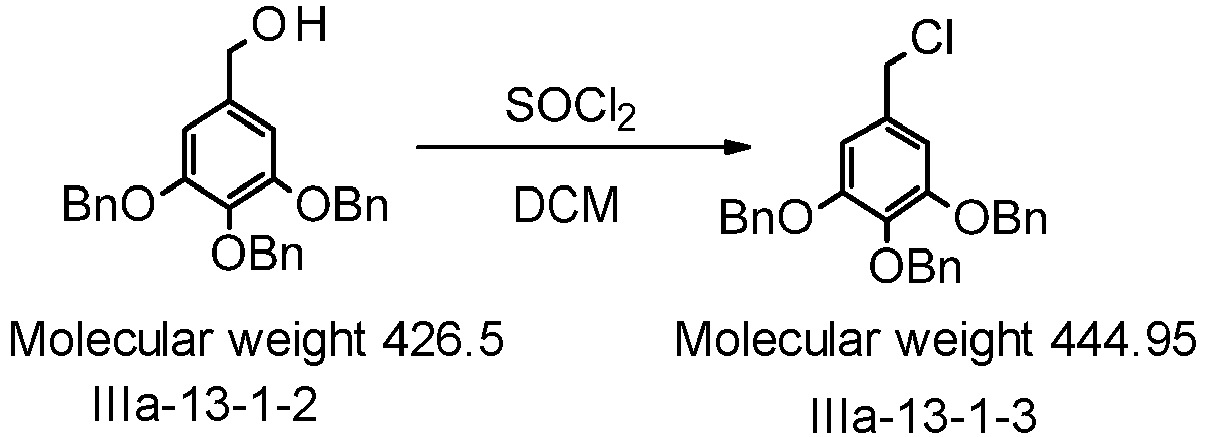 OH
SOCl2
DCM
BnO
OBn
OBn
Cl
BnO
OBn
OBn
Molecular weight 426.5
IIIa-13-1-2
Molecular weight 444.95
IIIa-13-1-3